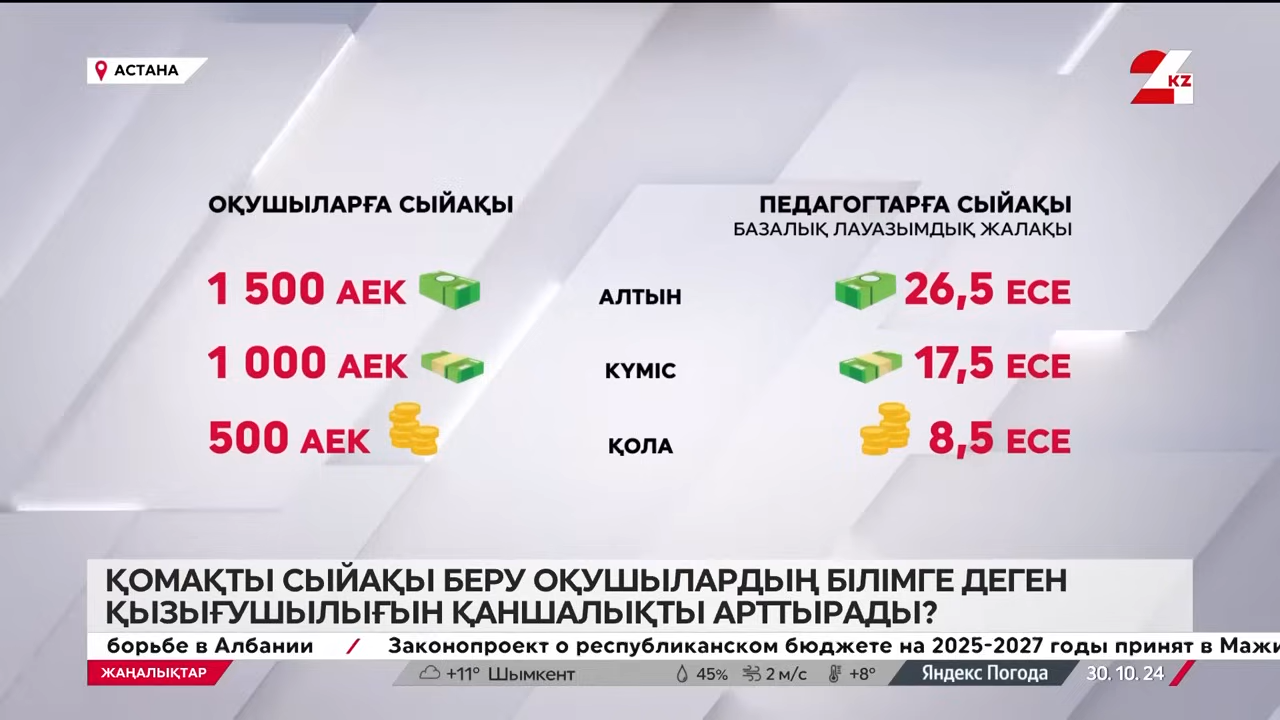 АСТАНА
24 KZ
ОҚУШЫЛАРҒА СЫЙАҚЫ
ПЕДАГОГТАРҒА СЫЙАҚЫ
БАЗАЛЫҚ ЛАУАЗЫМДЫҚ ЖАЛАҚЫ
1 500 АЕК АЛТЫН 26,5 ЕСЕ
1 000 АЕК КҮМІС 17,5 ЕСЕ
500 АЕК ҚОЛА 8,5 ЕСЕ
ҚОМАҚТЫ СЫЙАҚЫ БЕРУ ОҚУШЫЛАРДЫҢ БІЛІМГЕ ДЕГЕН
ҚЫЗЫҒУШЫЛЫҒЫН ҚАНШАЛЫҚТЫ АРТТЫРАДЫ?
борьбе в Албании / Законопроект о республиканском бюджете на 2025-2027 годы принят в Мажи
ЖАҢАЛЫҚТАР +11° Шымкент 45% 2 м/с +8° Яндекс Погода 30. 10. 24